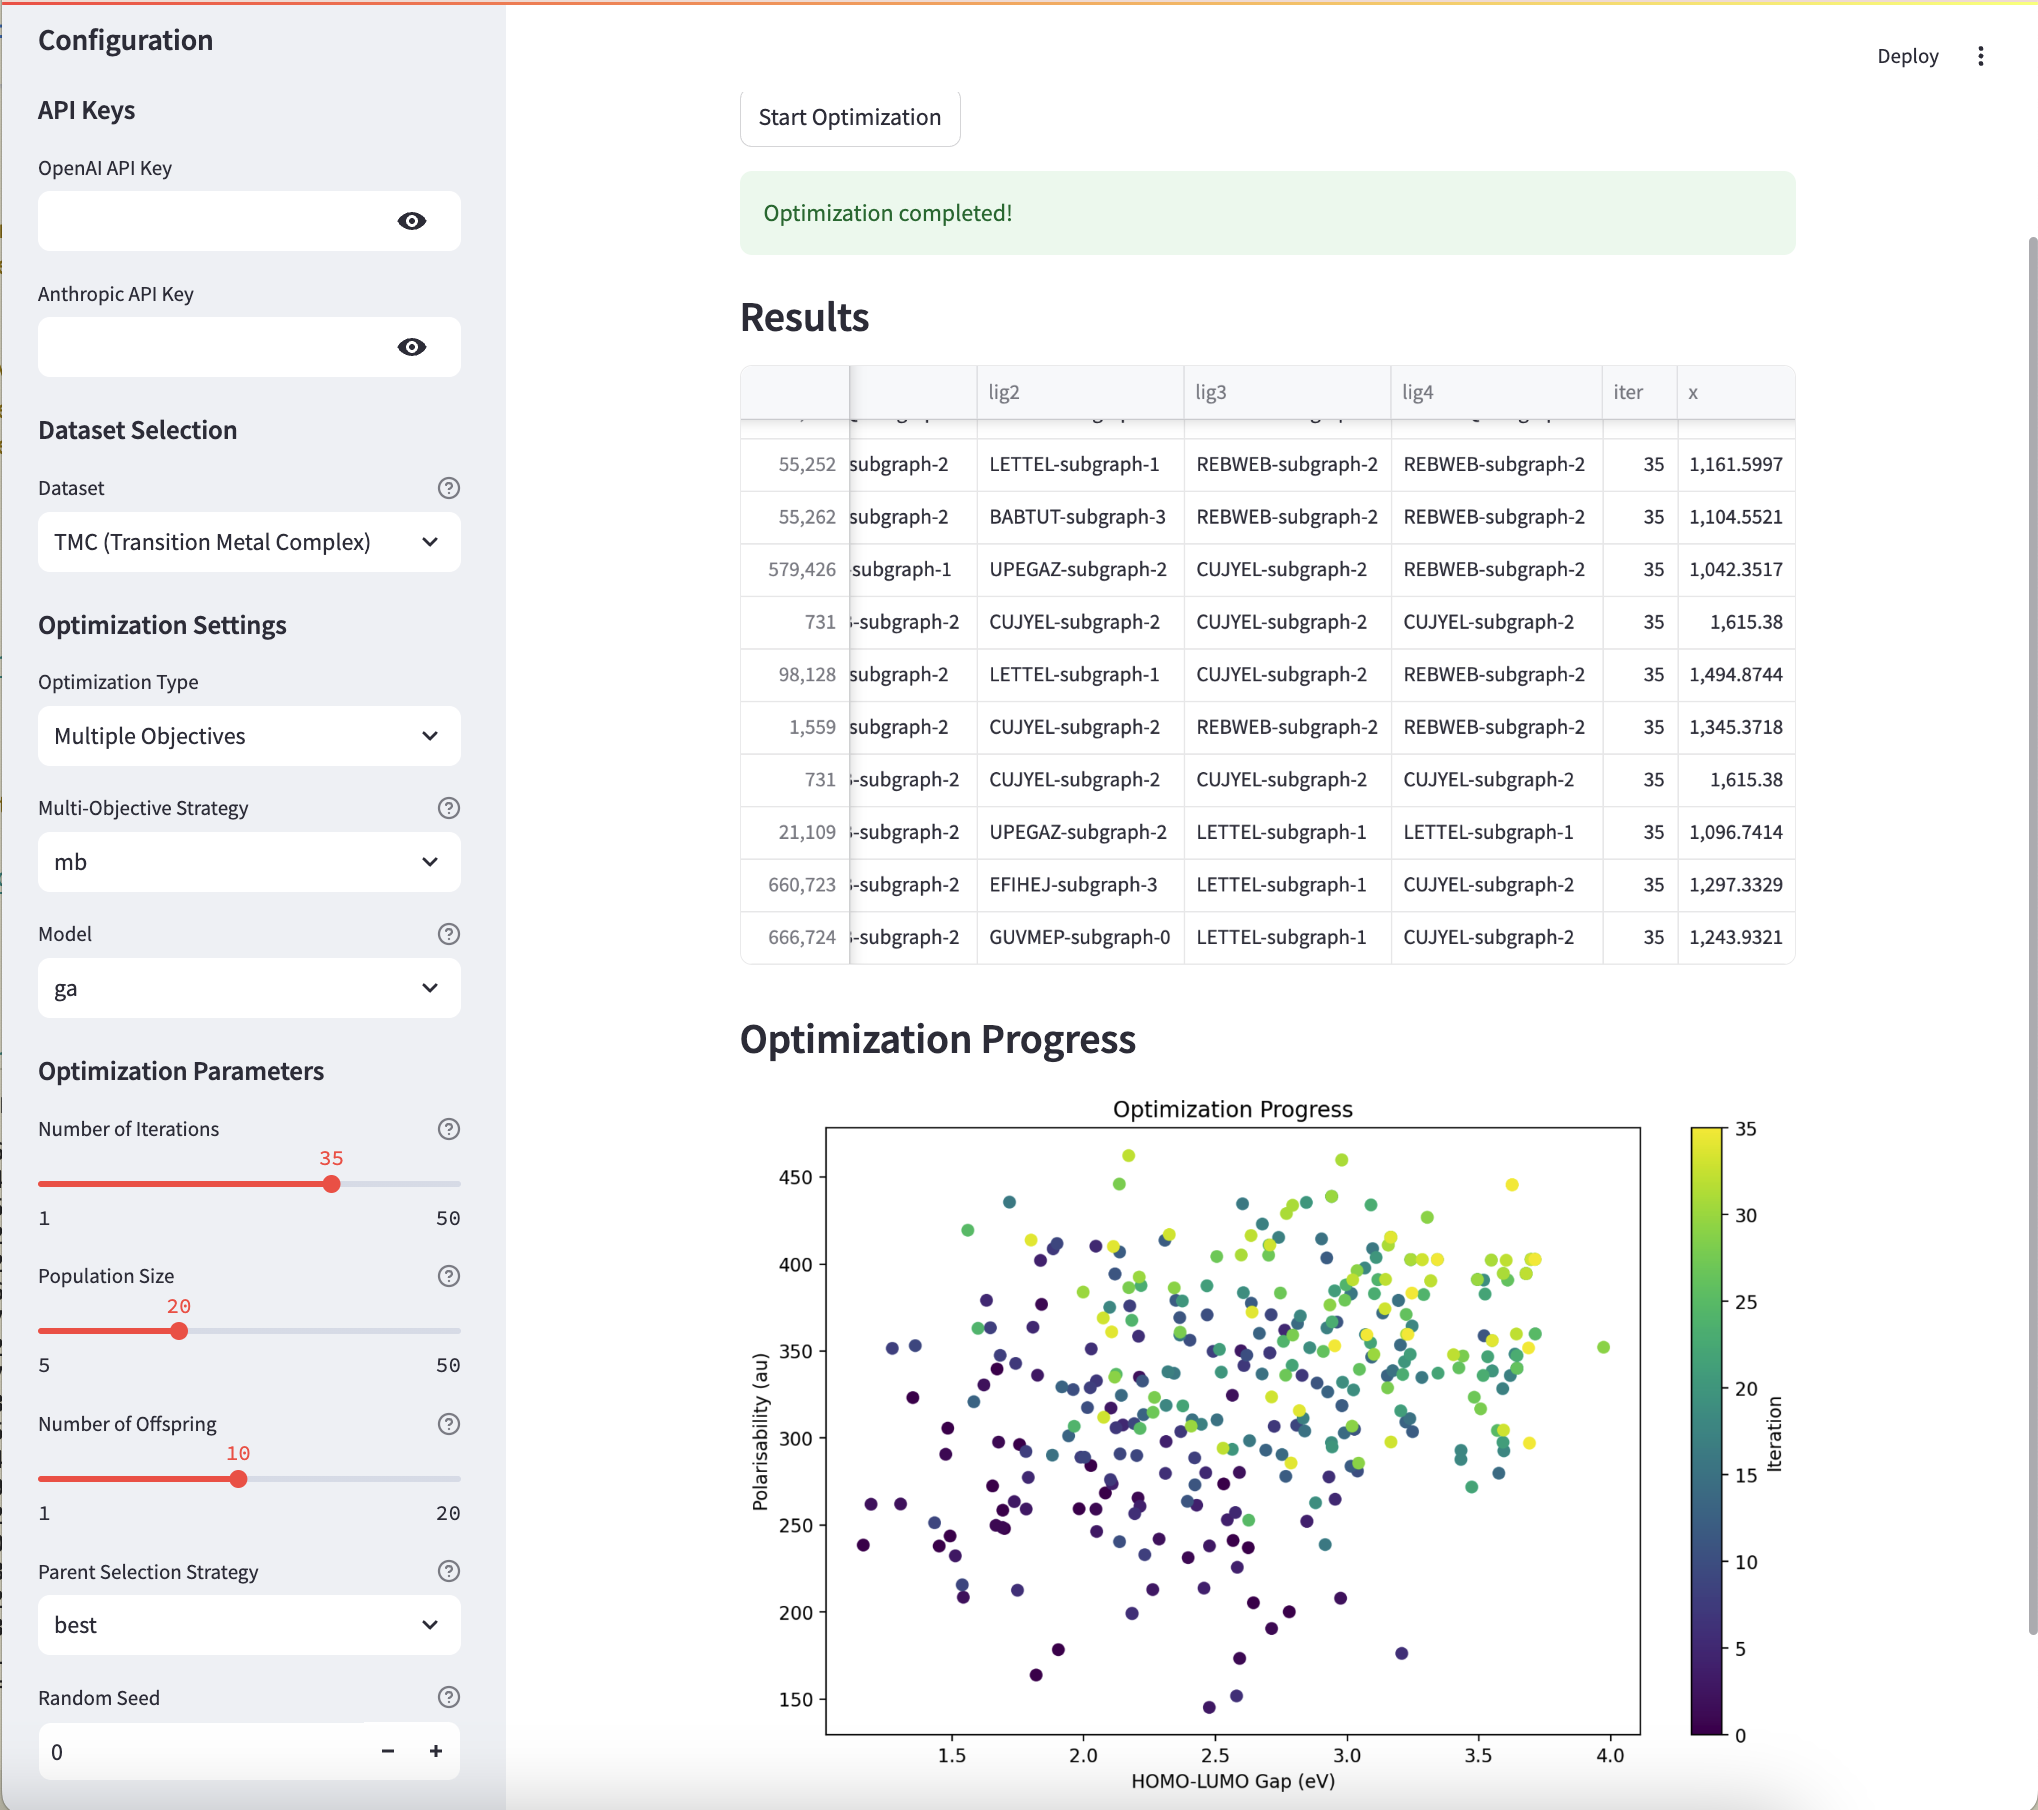 Configuration
API Keys
OpenAI API Key
Anthropic API Key
Dataset Selection
Dataset
TMC (Transition Metal Complex)
Optimization Settings
Optimization Type
Multiple Objectives
Multi-Objective Strategy
mb
Model
ga
Optimization Parameters
Number of Iterations
35
1 50
Population Size
20
5 50
Number of Offspring
10
1 20
Parent Selection Strategy
best
Random Seed
0 − +
Deploy
Start Optimization
Optimization completed!
Results
lig2 lig3 lig4 iter x
55,252 subgraph-2 LETTEL-subgraph-1 REBWEB-subgraph-2 REBWEB-subgraph-2 35 1,161.5997
55,262 subgraph-2 BABTUT-subgraph-3 REBWEB-subgraph-2 REBWEB-subgraph-2 35 1,104.5521
579,426 subgraph-1 UPEGAZ-subgraph-2 CUJYEL-subgraph-2 REBWEB-subgraph-2 35 1,042.3517
731 -subgraph-2 CUJYEL-subgraph-2 CUJYEL-subgraph-2 CUJYEL-subgraph-2 35 1,615.38
98,128 subgraph-2 LETTEL-subgraph-1 CUJYEL-subgraph-2 REBWEB-subgraph-2 35 1,494.8744
1,559 subgraph-2 CUJYEL-subgraph-2 REBWEB-subgraph-2 REBWEB-subgraph-2 35 1,345.3718
731 -subgraph-2 CUJYEL-subgraph-2 CUJYEL-subgraph-2 CUJYEL-subgraph-2 35 1,615.38
21,109 -subgraph-2 UPEGAZ-subgraph-2 LETTEL-subgraph-1 LETTEL-subgraph-1 35 1,096.7414
660,723 -subgraph-2 EFIHEJ-subgraph-3 LETTEL-subgraph-1 CUJYEL-subgraph-2 35 1,297.3329
666,724 -subgraph-2 GUVMEP-subgraph-0 LETTEL-subgraph-1 CUJYEL-subgraph-2 35 1,243.9321
Optimization Progress
Optimization Progress
Polarisability (au)
450
400
350
300
250
200
150
1.5 2.0 2.5 3.0 3.5 4.0
HOMO-LUMO Gap (eV)
35
30
25
20
15
10
5
0
Iteration